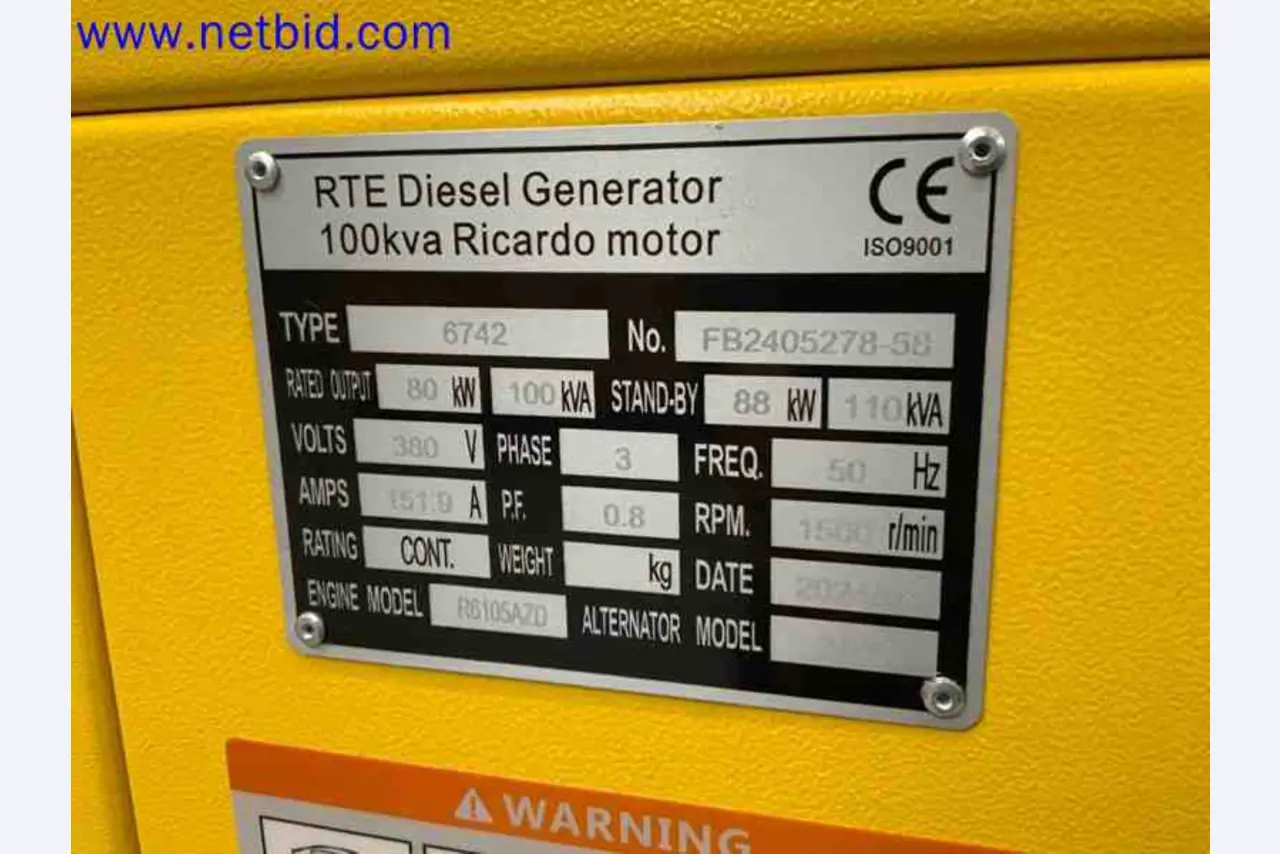 www.netbid.com
RTE Diesel Generator
100kva Ricardo motor
CE
ISO9001
TYPE 6742 No. FB2405278-58
RATED OUTPUT 80 kW 100 kVA STAND-BY 88 kW 110 kVA
VOLTS 380 V PHASE 3 FREQ. 50 Hz
AMPS 151.9 A P.F. 0.8 RPM. 1500 r/min
RATING CONT. WEIGHT kg DATE
ENGINE MODEL R6105AZD ALTERNATOR MODEL
WARNING